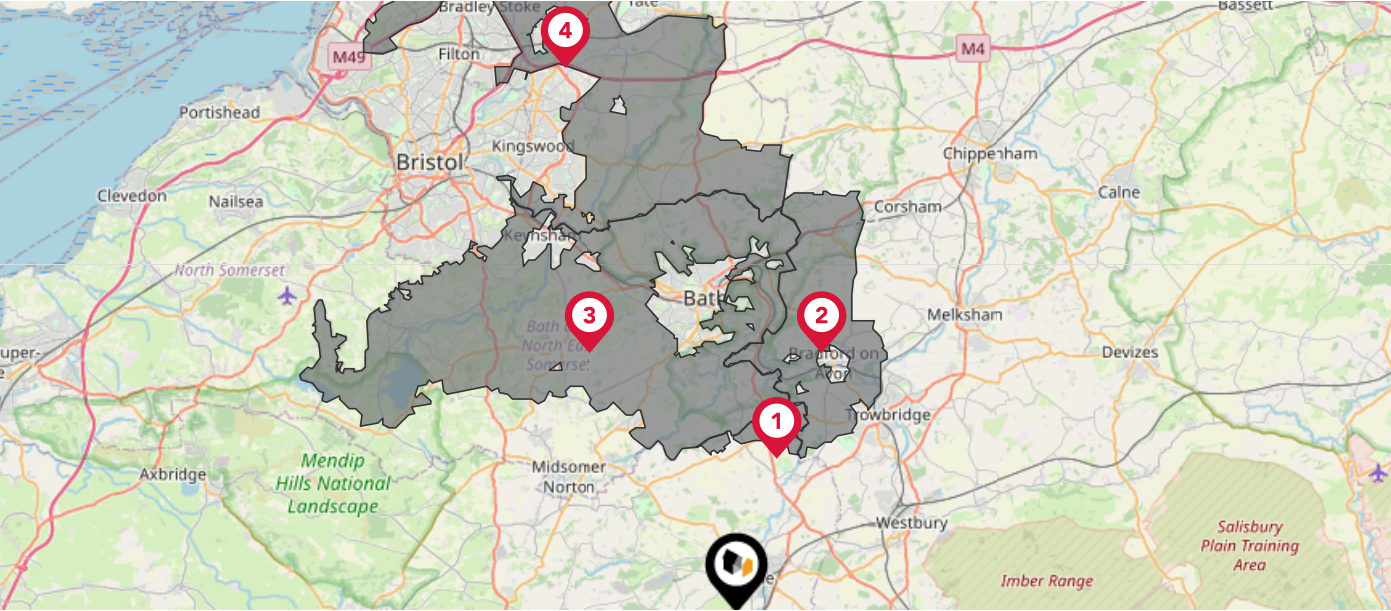 Bradley Stoke
Yate
Bassett
4
M49
Filton
M4
Portishead
Kingswood
Bristol
Chippenham
Clevedon
Nailsea
Calne
Corsham
Keynsham
North Somerset
Bath
3
2
Melksham
Bath
North East
Somerset
Bradford on
Avon
Devizes
1
Trowbridge
Axbridge
Mendip
Hills National
Landscape
Midsomer
Norton
Westbury
Salisbury
Plain Training
Area
Imber Range